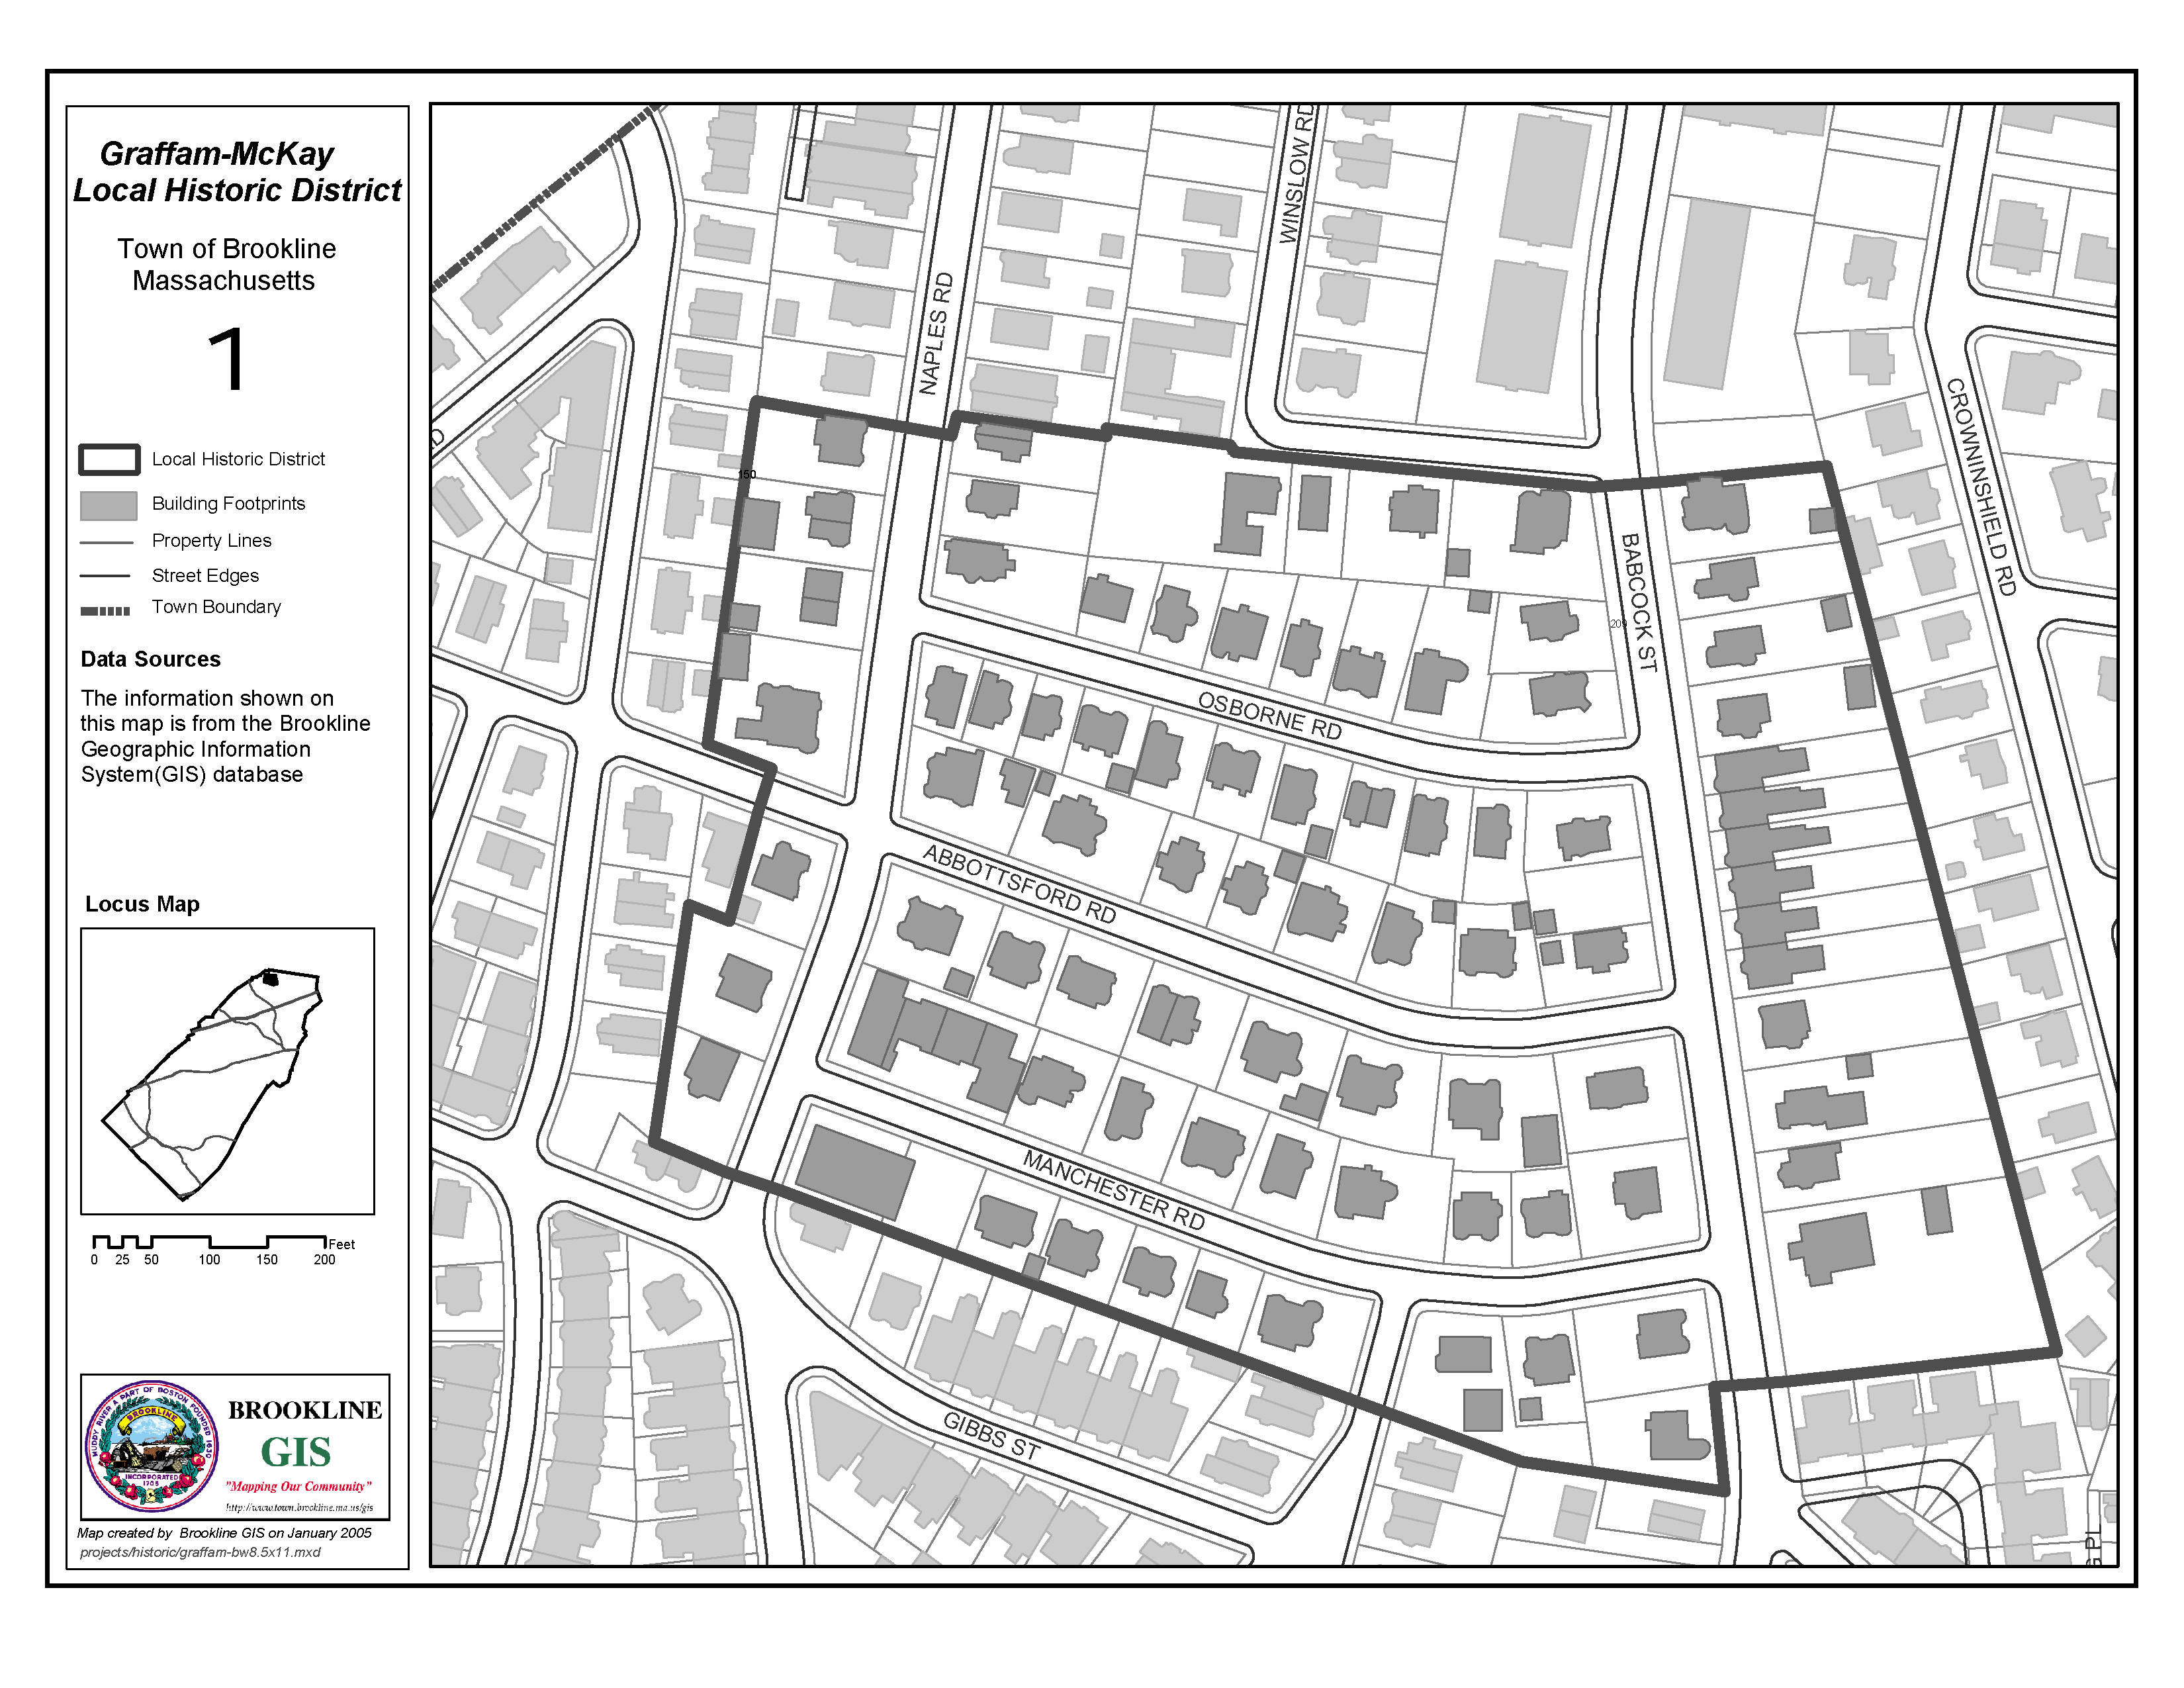 Graffam-McKay
Local Historic District
Town of Brookline
Massachusetts
1
Local Historic District
Building Footprints
Property Lines
Street Edges
Town Boundary
Data Sources
The information shown on
this map is from the Brookline
Geographic Information
System(GIS) database
Locus Map
Feet
0 25 50 100 150 200
MUDDY RIVER A PART OF BOSTON FOUNDED 1630
BROOKLINE
INCORPORATED
1705
BROOKLINE
GIS
"Mapping Our Community"
http://www.town.brookline.ma.us/gis
Map created by Brookline GIS on January 2005
projects/historic/graffam-bw8.5x11.mxd
WINSLOW RD
NAPLES RD
CROWNINSHIELD RD
D
150
BABCOCK ST
209
OSBORNE RD
ABBOTTSFORD RD
MANCHESTER RD
GIBBS ST
PL